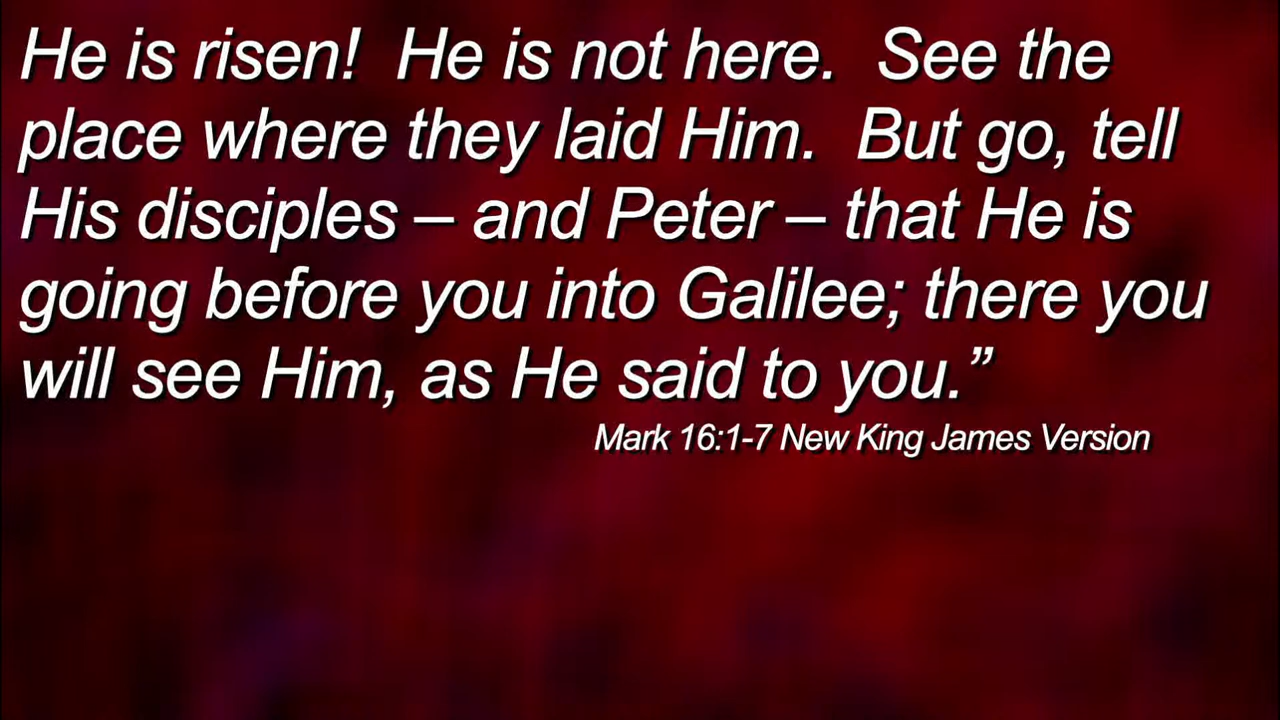 He is risen!  He is not here.  See the
place where they laid Him.  But go, tell
His disciples – and Peter – that He is
going before you into Galilee; there you
will see Him, as He said to you.”
Mark 16:1-7 New King James Version